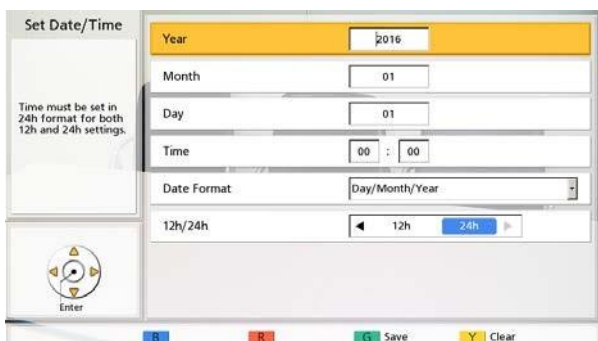 Set Date/Time
Time must be set in
24h format for both
12h and 24h settings.
Enter
Year 2016
Month 01
Day 01
Time 00 : 00
Date Format Day/Month/Year
12h/24h 12h 24h
B R G Save Y Clear